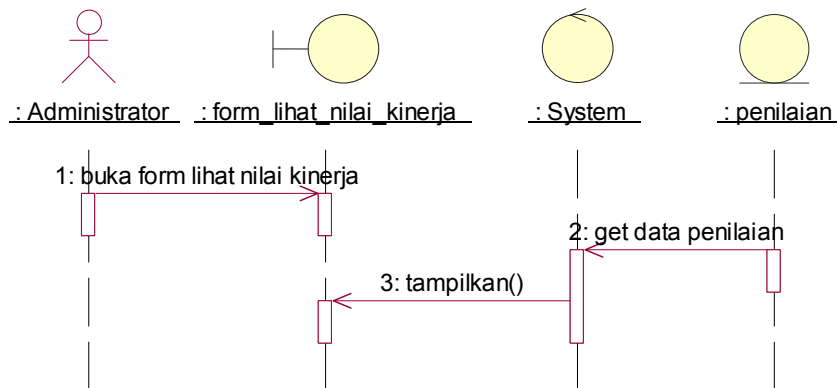 : Administrator
: form_lihat_nilai_kinerja
: System
: penilaian
1: buka form lihat nilai kinerja
2: get data penilaian
3: tampilkan()